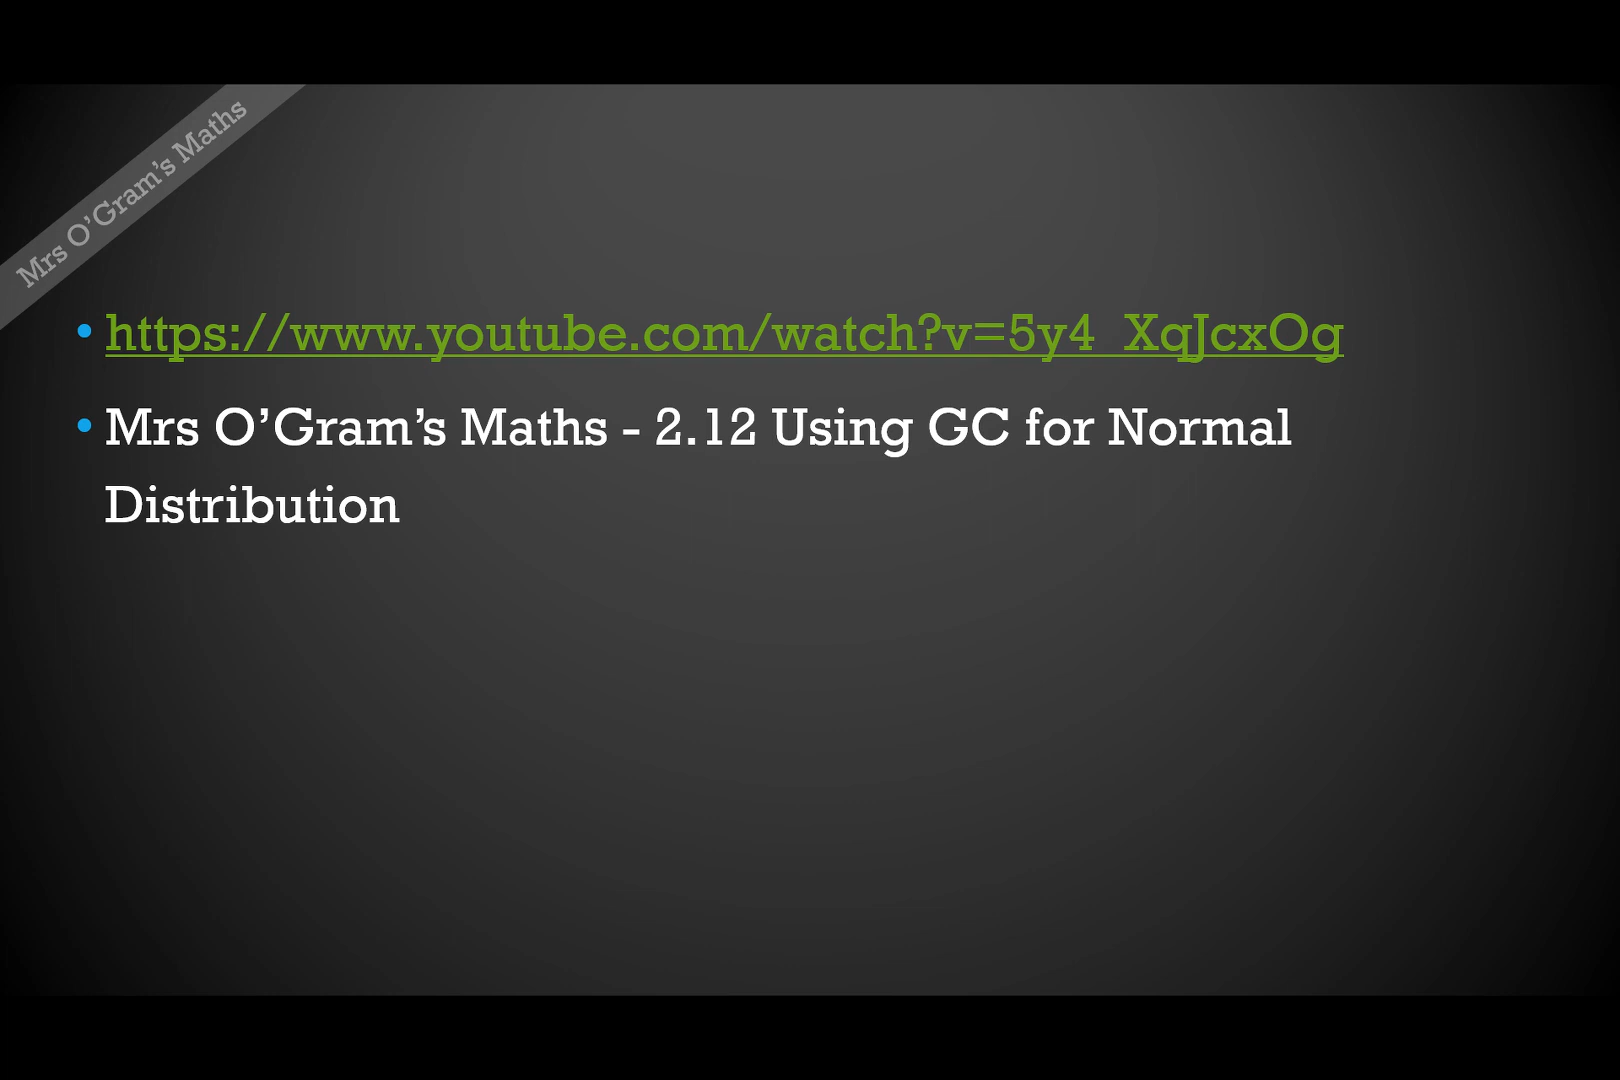 Mrs O’Gram’s Maths
• https://www.youtube.com/watch?v=5y4_XqJcxOg
• Mrs O’Gram’s Maths - 2.12 Using GC for Normal
Distribution